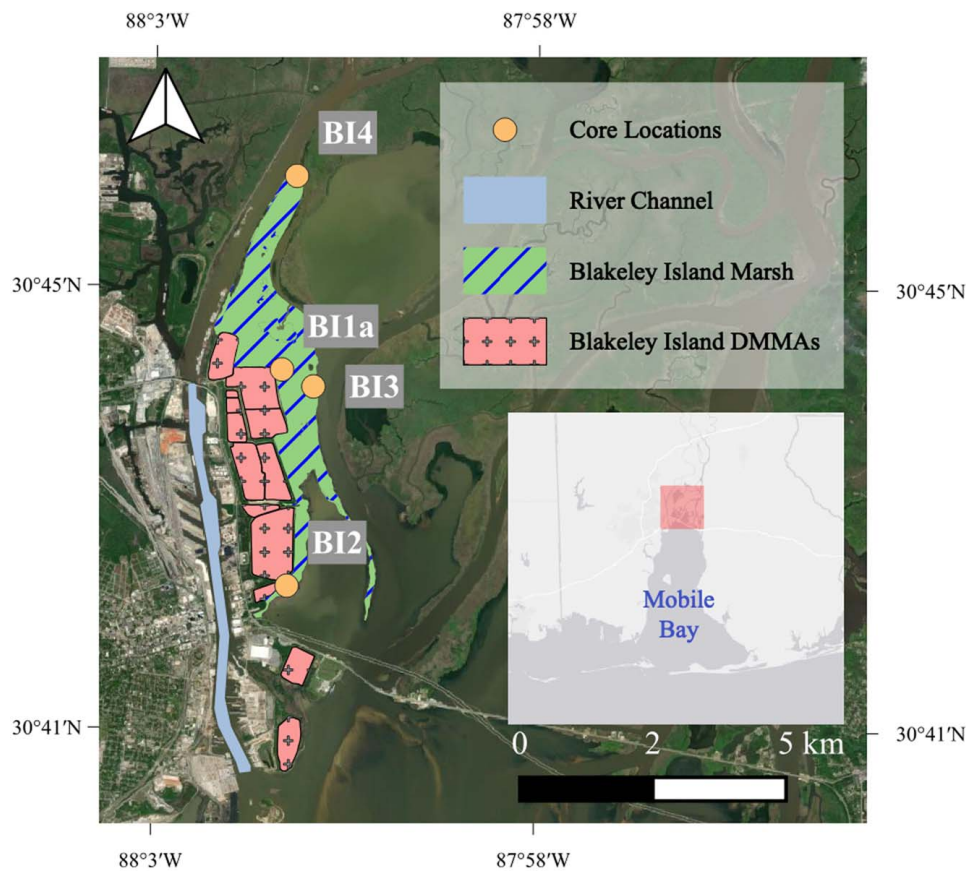 88°3′W
87°58′W
BI4
Core Locations
River Channel
Blakeley Island Marsh
Blakeley Island DMMAs
30°45′N
30°45′N
BI1a
BI3
BI2
Mobile
Bay
30°41′N
30°41′N
0 2 5 km
88°3′W
87°58′W